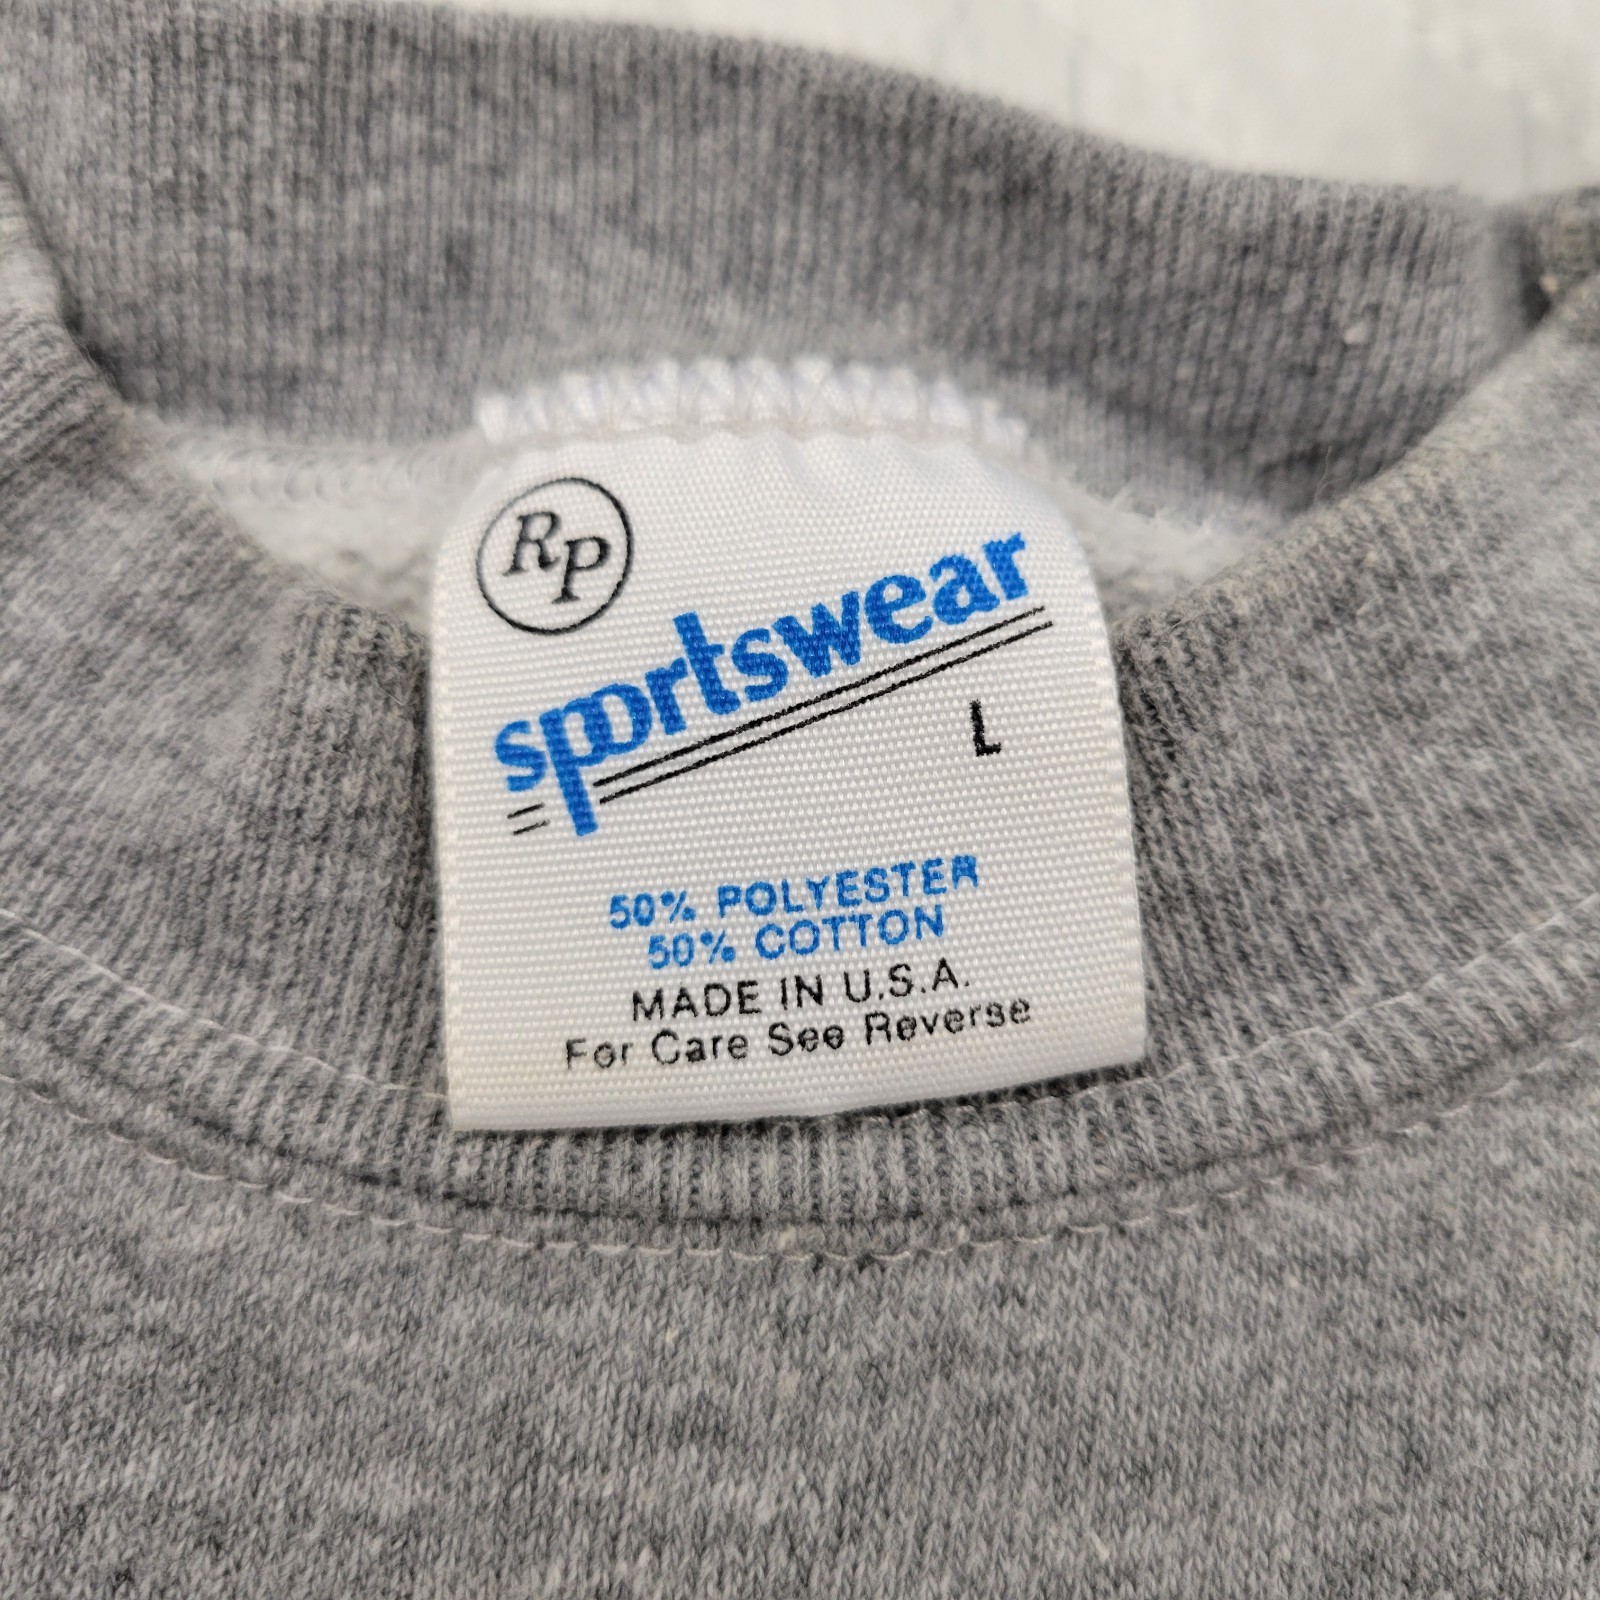 RP
sportswear
L
50% POLYESTER
50% COTTON
MADE IN U.S.A.
For Care See Reverse